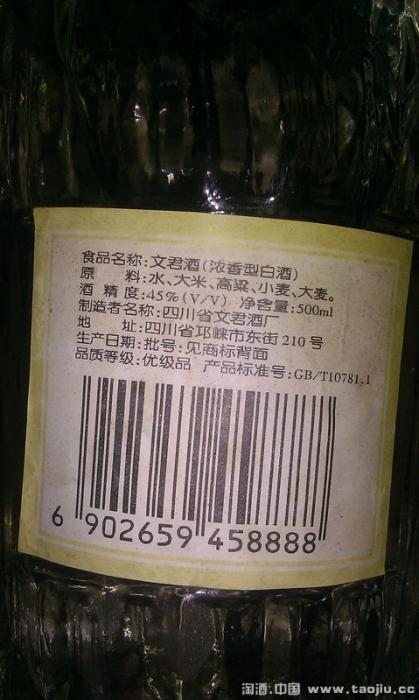 食品名称:文君酒(浓香型白酒)
原 料:水、大米、高粱、小麦、大麦。
酒 精 度:45%(V/V) 净含量:500ml
制造者名称:四川省文君酒厂
地 址:四川省邛崃市东街210号
生产日期:批号:见商标背面
品质等级:优级品 产品标准号:GB/T10781.1
6 902659 458888
淘酒.中国 www.taojiu.cc